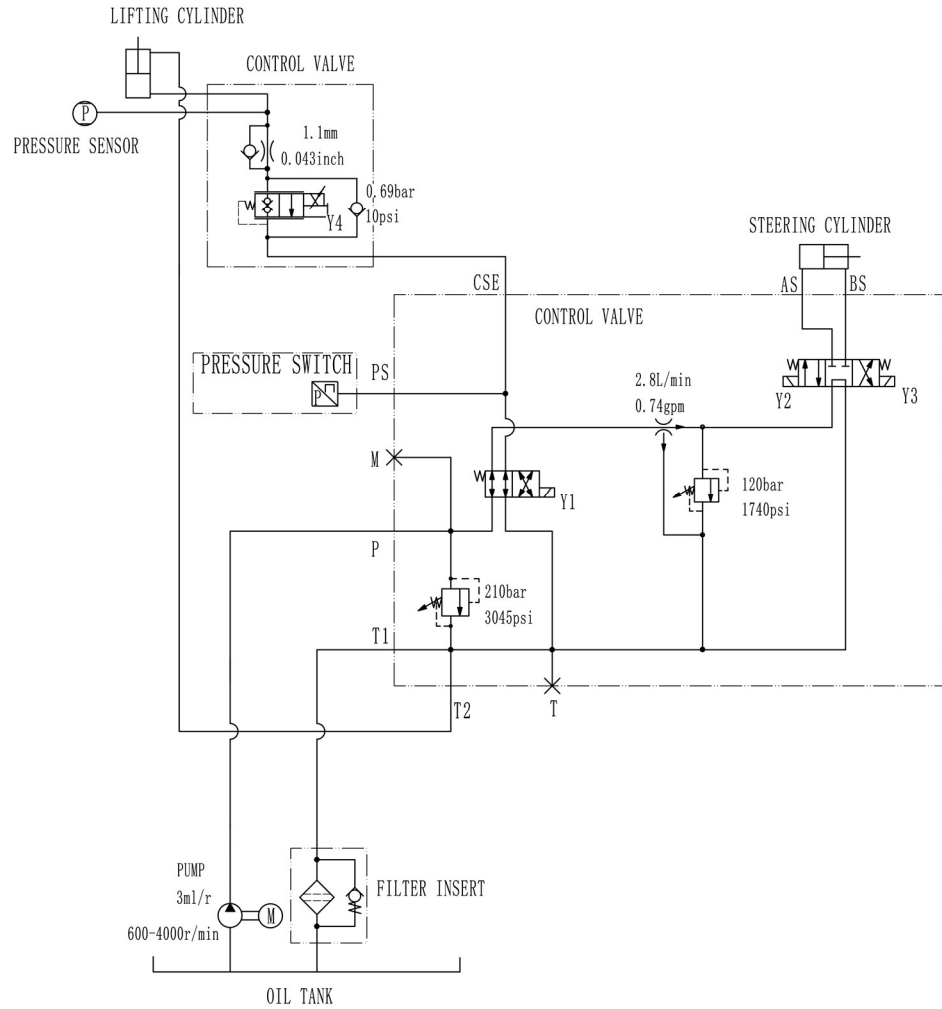 LIFTING CYLINDER
CONTROL VALVE
P
PRESSURE SENSOR
1.1mm
0.043inch
0.69bar
10psi
Y4
STEERING CYLINDER
CSE
AS
BS
CONTROL VALVE
PRESSURE SWITCH
PS
P
2.8L/min
0.74gpm
Y2
Y3
M
Y1
120bar
1740psi
P
210bar
3045psi
T1
T2
T
PUMP
3ml/r
M
600-4000r/min
FILTER INSERT
OIL TANK